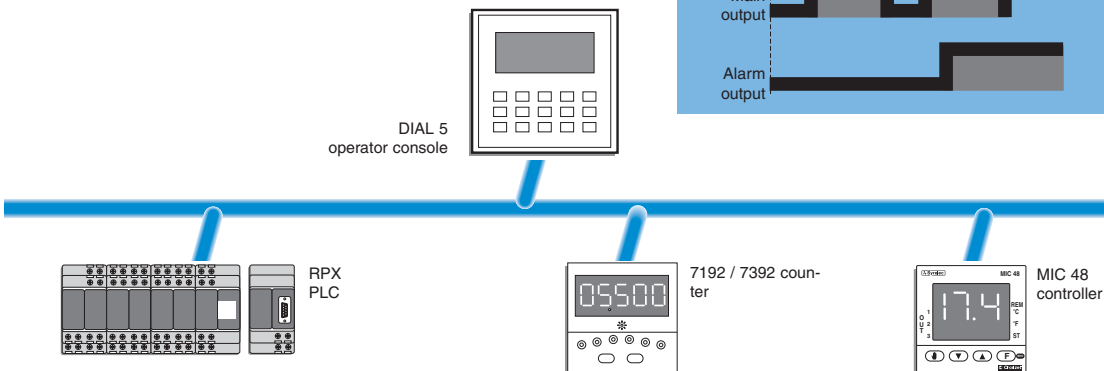 Main
output
Alarm
output
DIAL 5
operator console
RPX
PLC
05500
7192 / 7392 coun-
ter
MIC 48
17.4
REM
°C
°F
ST
OUT
1
2
3
F
MIC 48
controller